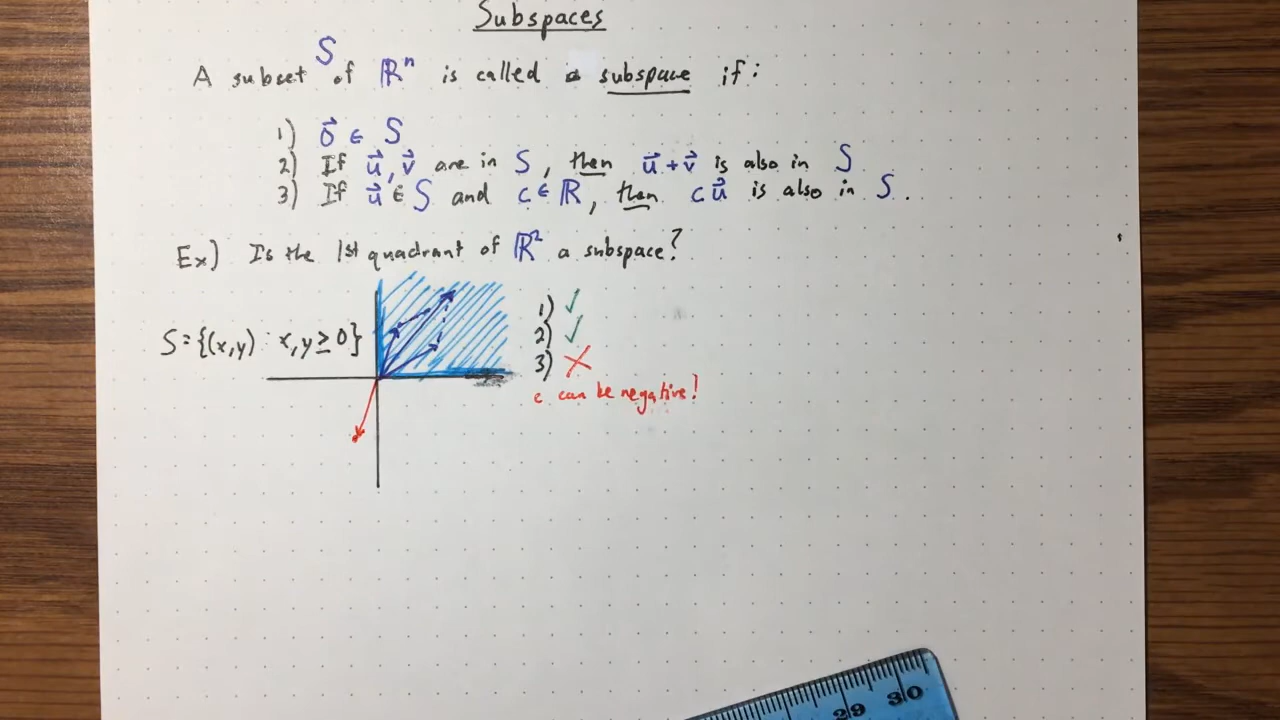 Subspaces
A subset S of ℝⁿ is called a subspace if:
1) 0⃗ ∈ S
2) If u⃗, v⃗ are in S, then u⃗ + v⃗ is also in S
3) If u⃗ ∈ S and c ∈ ℝ, then c u⃗ is also in S.
Ex) Is the 1st quadrant of ℝ² a subspace?
1) ✓
2) ✓
S = {(x,y) : x,y ≥ 0}
3) ✗
c can be negative!
29 30